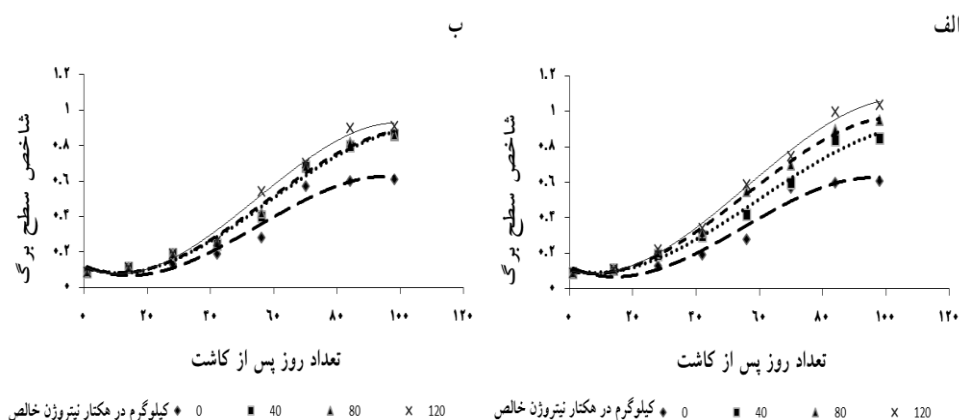 الف
شاخص سطح برگ
۱.۲
۱
۰.۸
۰.۶
۰.۴
۰.۲
۰
۰ ۲۰ ۴۰ ۶۰ ۸۰ ۱۰۰ ۱۲۰
تعداد روز پس از کاشت
کیلوگرم در هکتار نیتروژن خالص 0 40 80 120
ب
شاخص سطح برگ
۱.۲
۱
۰.۸
۰.۶
۰.۴
۰.۲
۰
۰ ۲۰ ۴۰ ۶۰ ۸۰ ۱۰۰ ۱۲۰
تعداد روز پس از کاشت
کیلوگرم در هکتار نیتروژن خالص 0 40 80 120